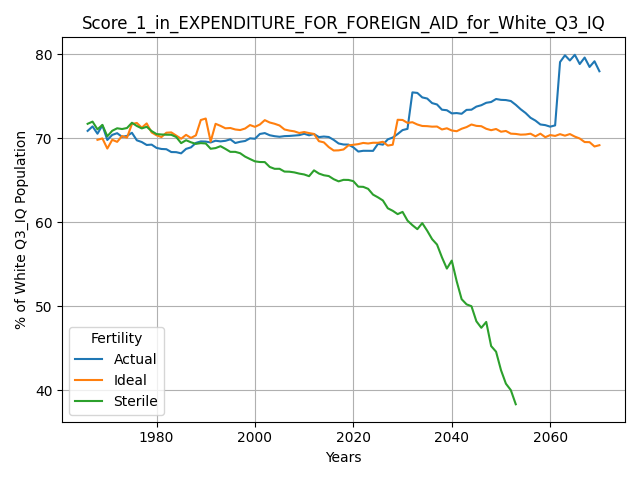 Score_1_in_EXPENDITURE_FOR_FOREIGN_AID_for_White_Q3_IQ
% of White Q3_IQ Population
80
70
60
50
40
Fertility
Actual
Ideal
Sterile
1980 2000 2020 2040 2060
Years